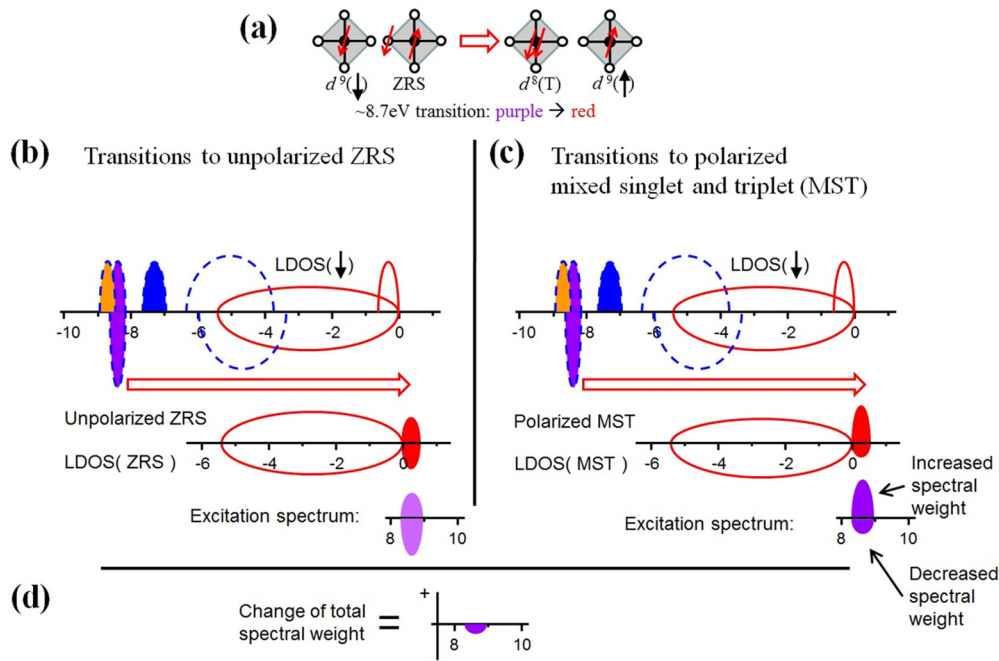 (a)
d⁹(↓) ZRS d⁸(T) d⁹(↑)
~8.7eV transition: purple → red
(b) Transitions to unpolarized ZRS
LDOS(↓)
-10 -8 -6 -4 -2 0
Unpolarized ZRS
LDOS( ZRS )
-6 -4 -2 0
Excitation spectrum:
8 10
(c) Transitions to polarized
mixed singlet and triplet (MST)
LDOS(↓)
-10 -8 -6 -4 -2 0
Polarized MST
LDOS( MST )
-6 -4 -2 0
Excitation spectrum:
8 10
Increased
spectral
weight
Decreased
spectral
weight
(d)
Change of total
spectral weight
=
+
8 10